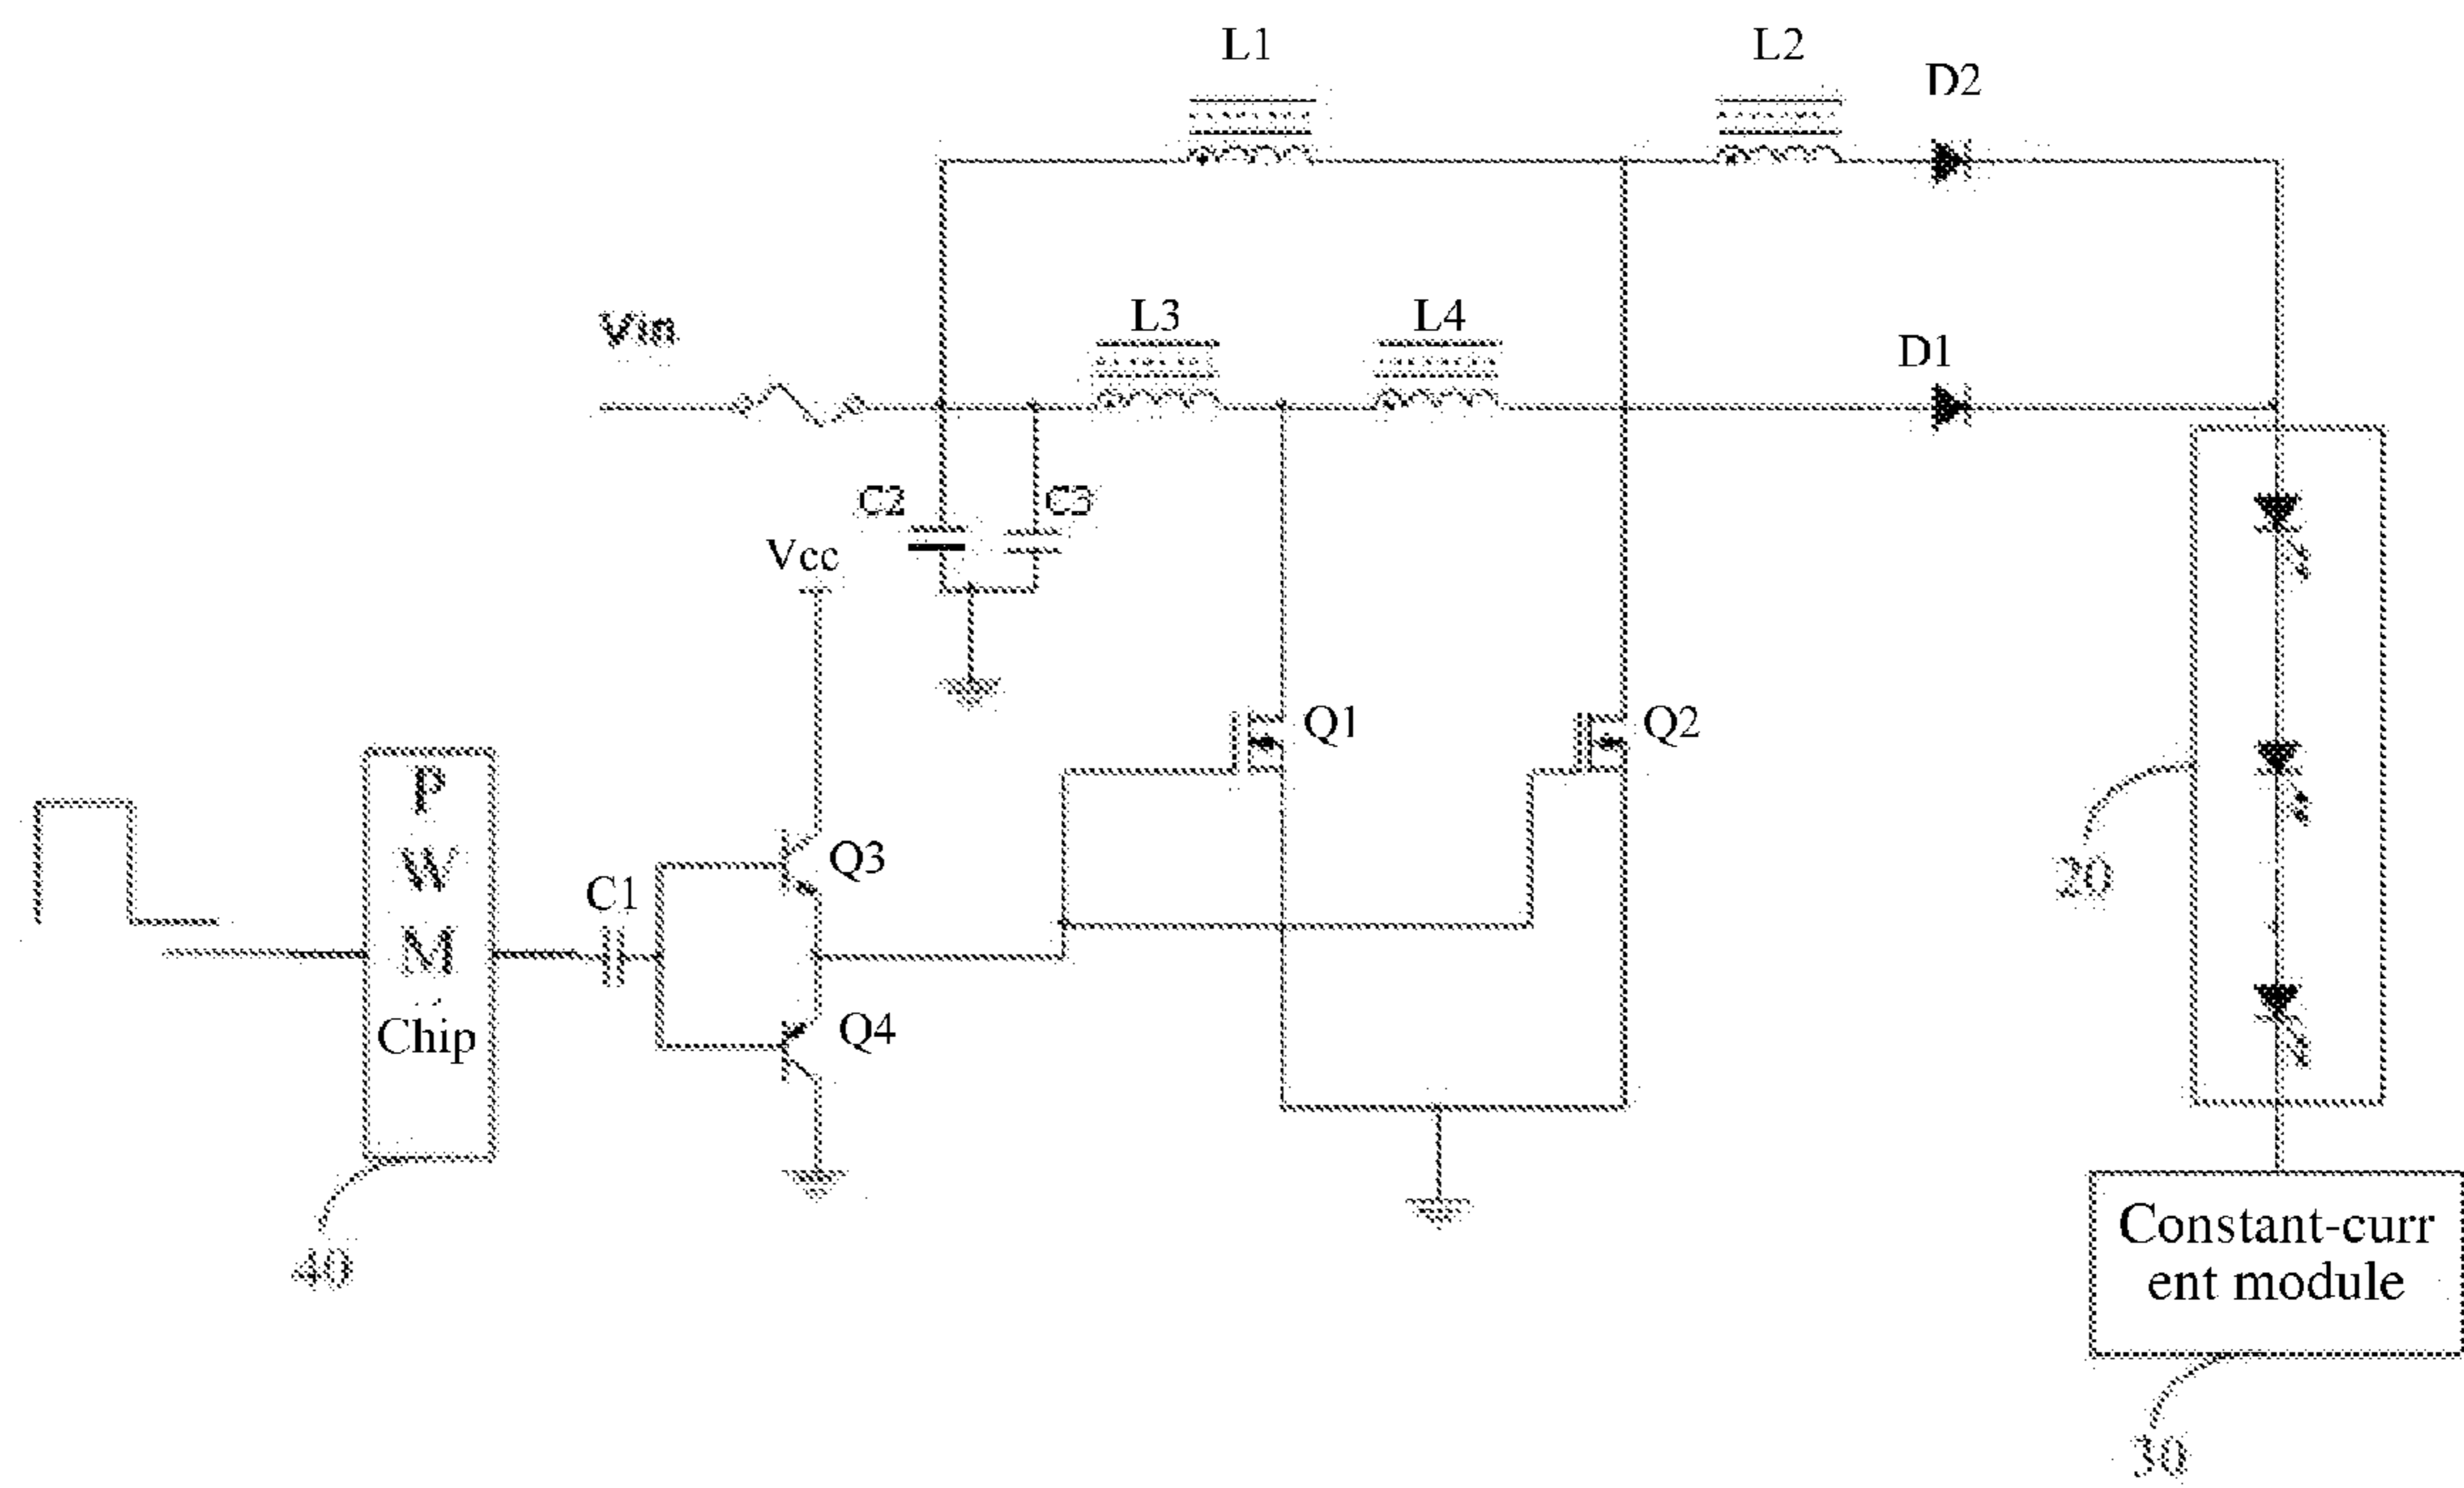 L1
L2
D2
Vin
L3
L4
D1
C2
C3
Vcc
Q1
Q2
P
W
M
Chip
C1
Q3
Q4
20
40
Constant-curr
ent module
30